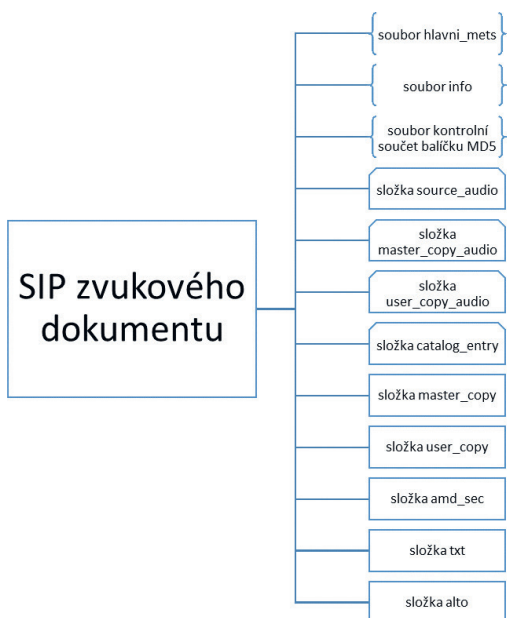 soubor hlavni_mets
soubor info
soubor kontrolní
součet balíčku MD5
složka source_audio
složka
master_copy_audio
složka
user_copy_audio
složka catalog_entry
složka master_copy
složka user_copy
složka amd_sec
složka txt
složka alto
SIP zvukového
dokumentu